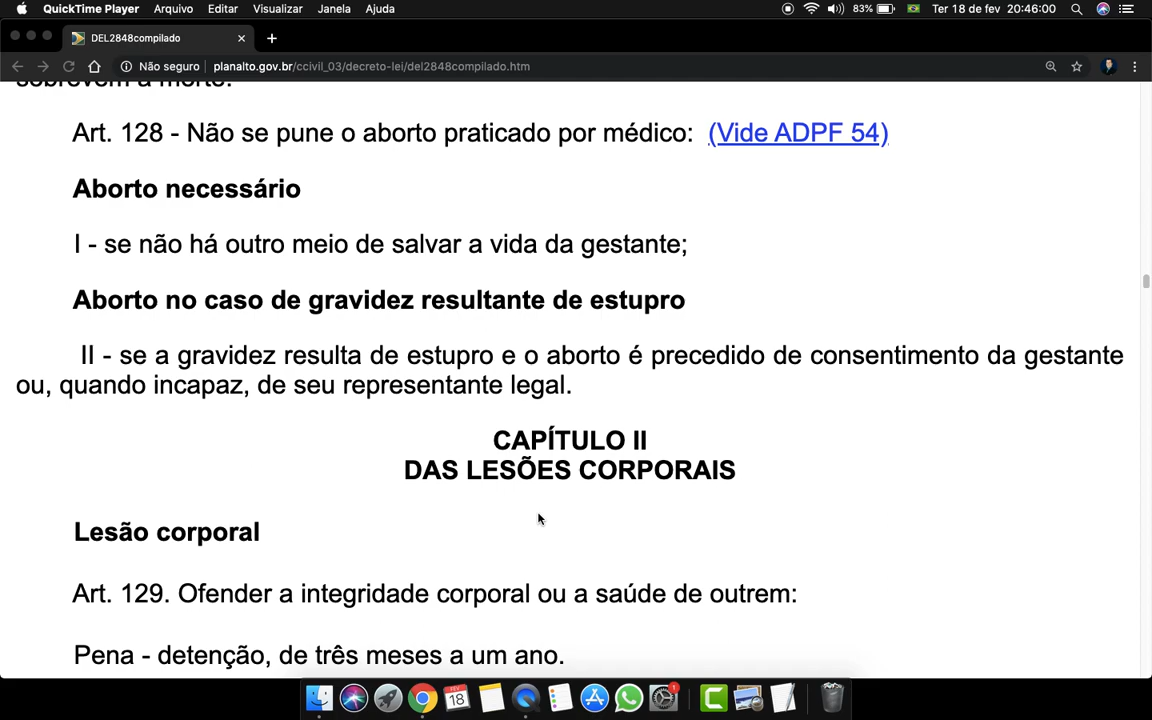 QuickTime Player Arquivo Editar Visualizar Janela Ajuda 83% Ter 18 de fev 20:46:00
DEL2848compilado
Não seguro planalto.gov.br/ccivil_03/decreto-lei/del2848compilado.htm
sobrevém a morte.
Art. 128 - Não se pune o aborto praticado por médico: (Vide ADPF 54)
Aborto necessário
I - se não há outro meio de salvar a vida da gestante;
Aborto no caso de gravidez resultante de estupro
II - se a gravidez resulta de estupro e o aborto é precedido de consentimento da gestante
ou, quando incapaz, de seu representante legal.
CAPÍTULO II
DAS LESÕES CORPORAIS
Lesão corporal
Art. 129. Ofender a integridade corporal ou a saúde de outrem:
Pena - detenção, de três meses a um ano.
FEV
18
1